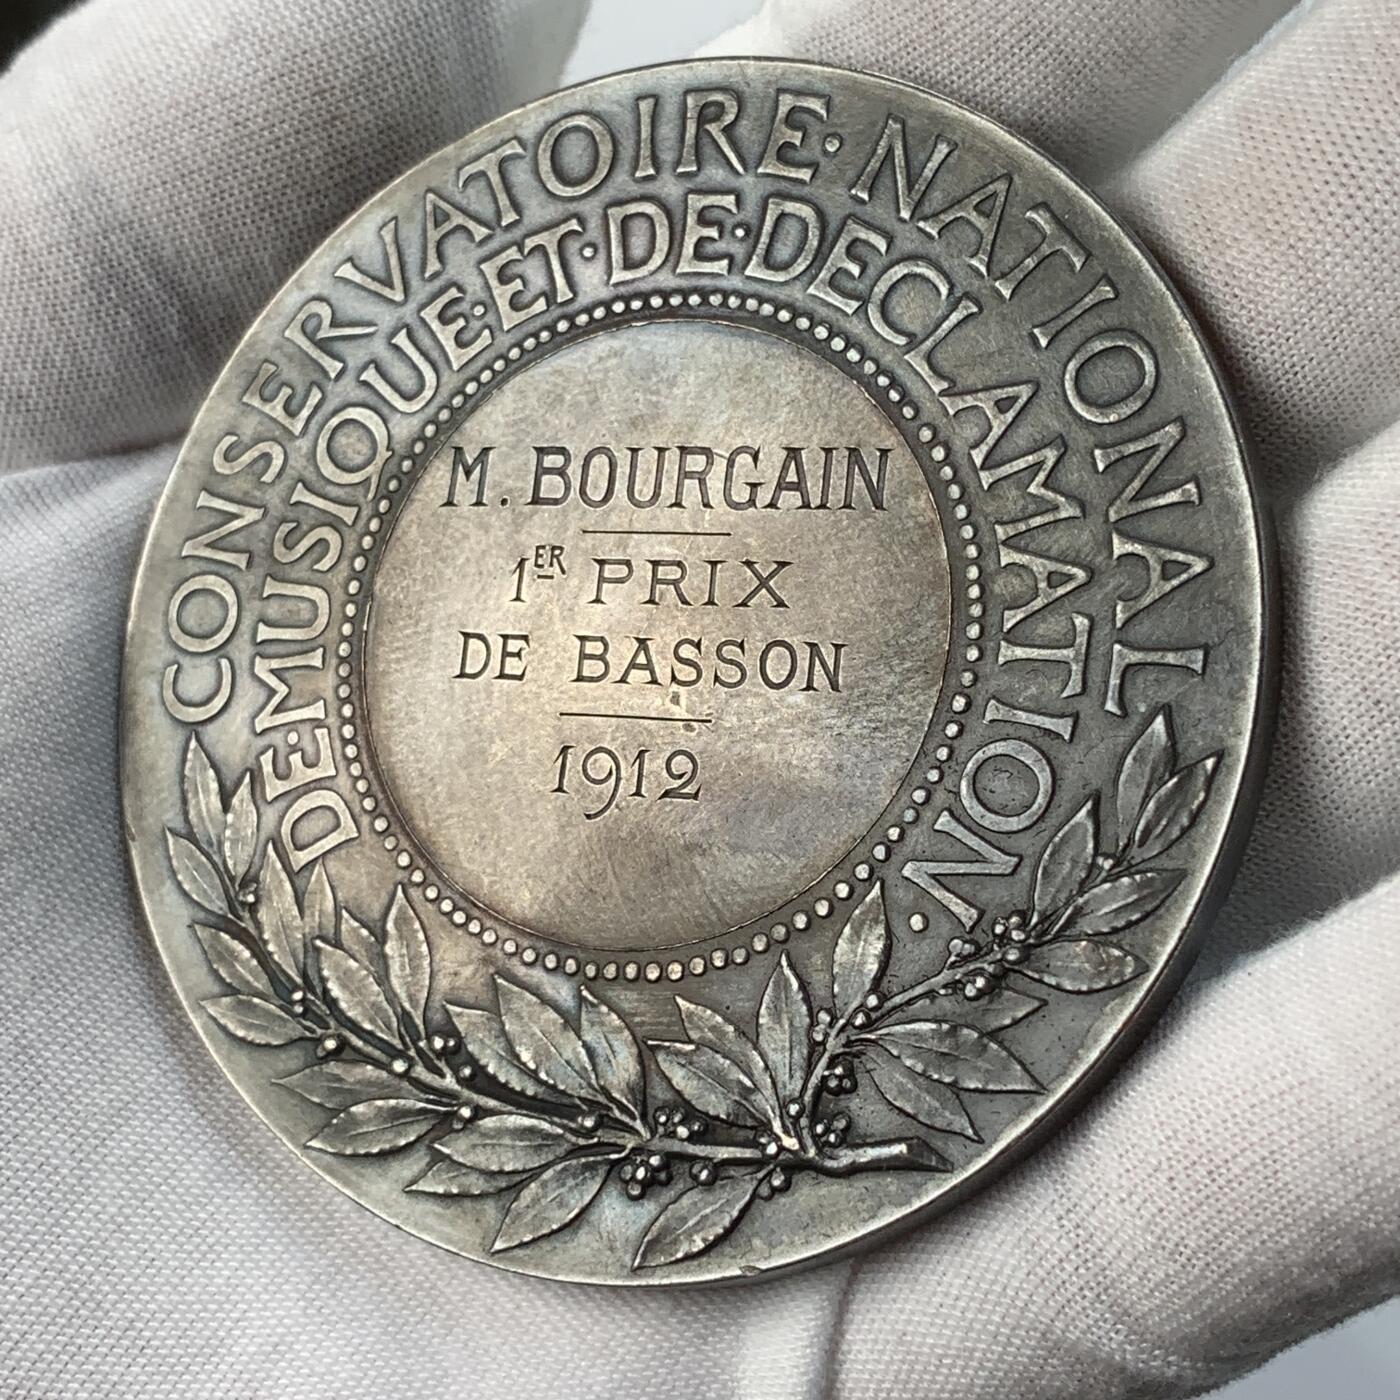 CONSERVATOIRE·NATIONAL
DE·MUSIQUE·ET·DE·DECLAMATION·
M. BOURGAIN
1ER PRIX
DE BASSON
1912